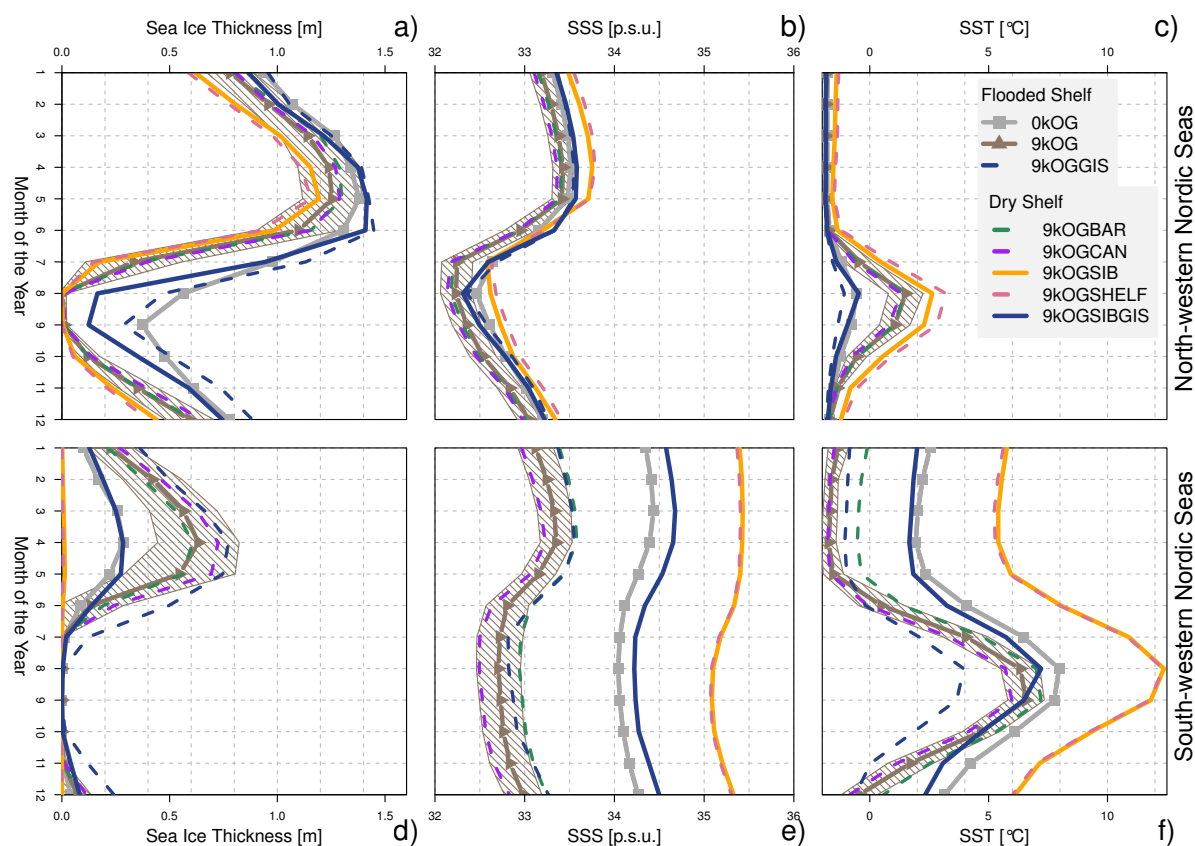 Sea Ice Thickness [m] a)
0.0 0.5 1.0 1.5
SSS [p.s.u.] b)
32 33 34 35 36
SST [°C] c)
0 5 10
Month of the Year
1
2
3
4
5
6
7
8
9
10
11
12
Flooded Shelf
0kOG
9kOG
9kOGGIS
Dry Shelf
9kOGBAR
9kOGCAN
9kOGSIB
9kOGSHELF
9kOGSIBGIS
North-western Nordic Seas
Month of the Year
1
2
3
4
5
6
7
8
9
10
11
12
South-western Nordic Seas
0.0 0.5 1.0 1.5
Sea Ice Thickness [m] d)
32 33 34 35 36
SSS [p.s.u.] e)
0 5 10
SST [°C] f)